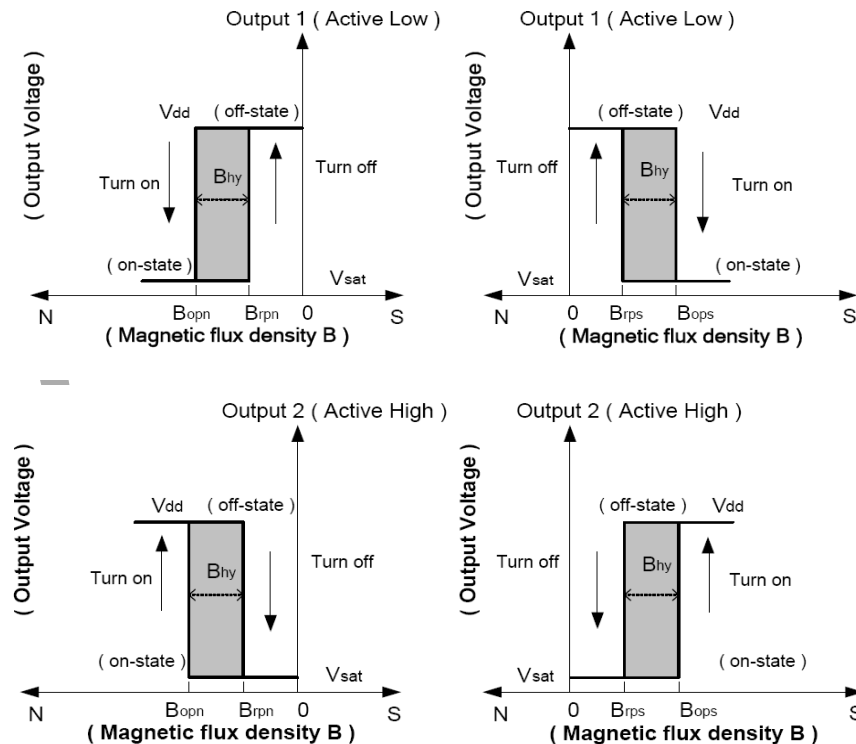 Output 1 ( Active Low )
( Output Voltage )
Vdd
( off-state )
Turn on
Bhy
Turn off
( on-state )
Vsat
N
Bopn
Brpn
0
S
( Magnetic flux density B )
Output 1 ( Active Low )
( Output Voltage )
( off-state )
Vdd
Turn off
Bhy
Turn on
Vsat
( on-state )
N
0
Brps
Bops
S
( Magnetic flux density B )
Output 2 ( Active High )
( Output Voltage )
Vdd
( off-state )
Turn on
Bhy
Turn off
( on-state )
Vsat
N
Bopn
Brpn
0
S
( Magnetic flux density B )
Output 2 ( Active High )
( Output Voltage )
( off-state )
Vdd
Turn off
Bhy
Turn on
Vsat
( on-state )
N
0
Brps
Bops
S
( Magnetic flux density B )